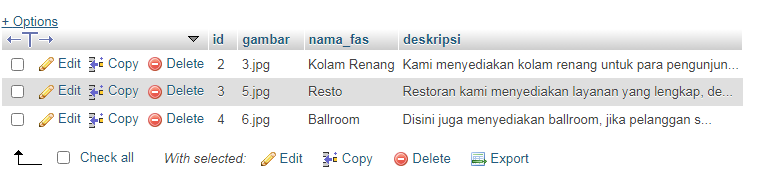 + Options
id gambar nama_fas deskripsi
Edit Copy Delete 2 3.jpg Kolam Renang Kami menyediakan kolam renang untuk para pengunjun...
Edit Copy Delete 3 5.jpg Resto Restoran kami menyediakan layanan yang lengkap, de...
Edit Copy Delete 4 6.jpg Ballroom Disini juga menyediakan ballroom, jika pelanggan s...
Check all With selected: Edit Copy Delete Export